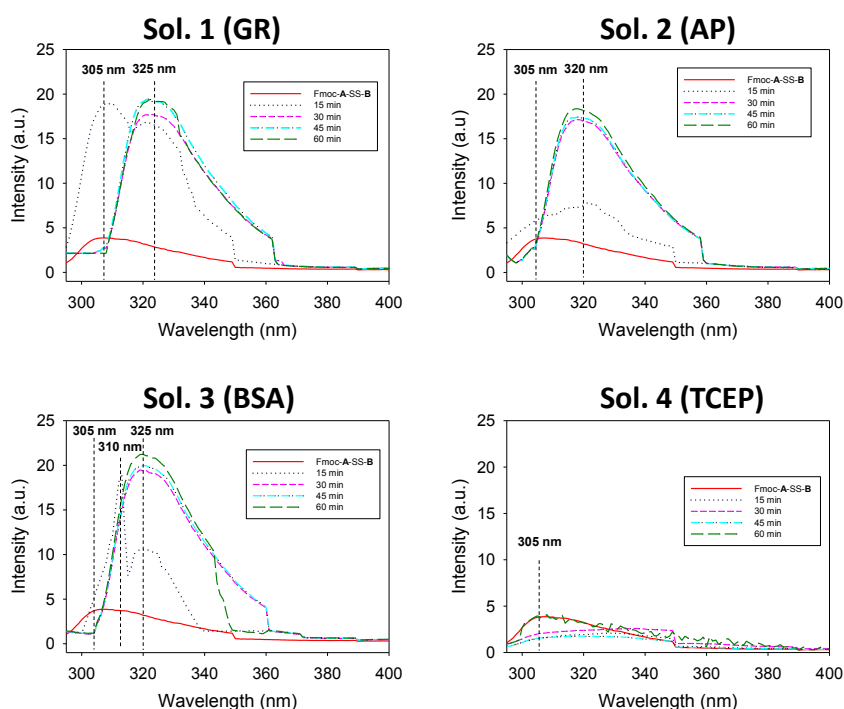 Sol. 1 (GR)
305 nm 325 nm
Fmoc-A-SS-B
15 min
30 min
45 min
60 min
Intensity (a.u.)
25
20
15
10
5
0
300 320 340 360 380 400
Wavelength (nm)
Sol. 2 (AP)
305 nm 320 nm
Fmoc-A-SS-B
15 min
30 min
45 min
60 min
Intensity (a.u.)
25
20
15
10
5
0
300 320 340 360 380 400
Wavelength (nm)
Sol. 3 (BSA)
305 nm 325 nm
310 nm
Fmoc-A-SS-B
15 min
30 min
45 min
60 min
Intensity (a.u.)
25
20
15
10
5
0
300 320 340 360 380 400
Wavelength (nm)
Sol. 4 (TCEP)
305 nm
Fmoc-A-SS-B
15 min
30 min
45 min
60 min
Intensity (a.u.)
25
20
15
10
5
0
300 320 340 360 380 400
Wavelength (nm)